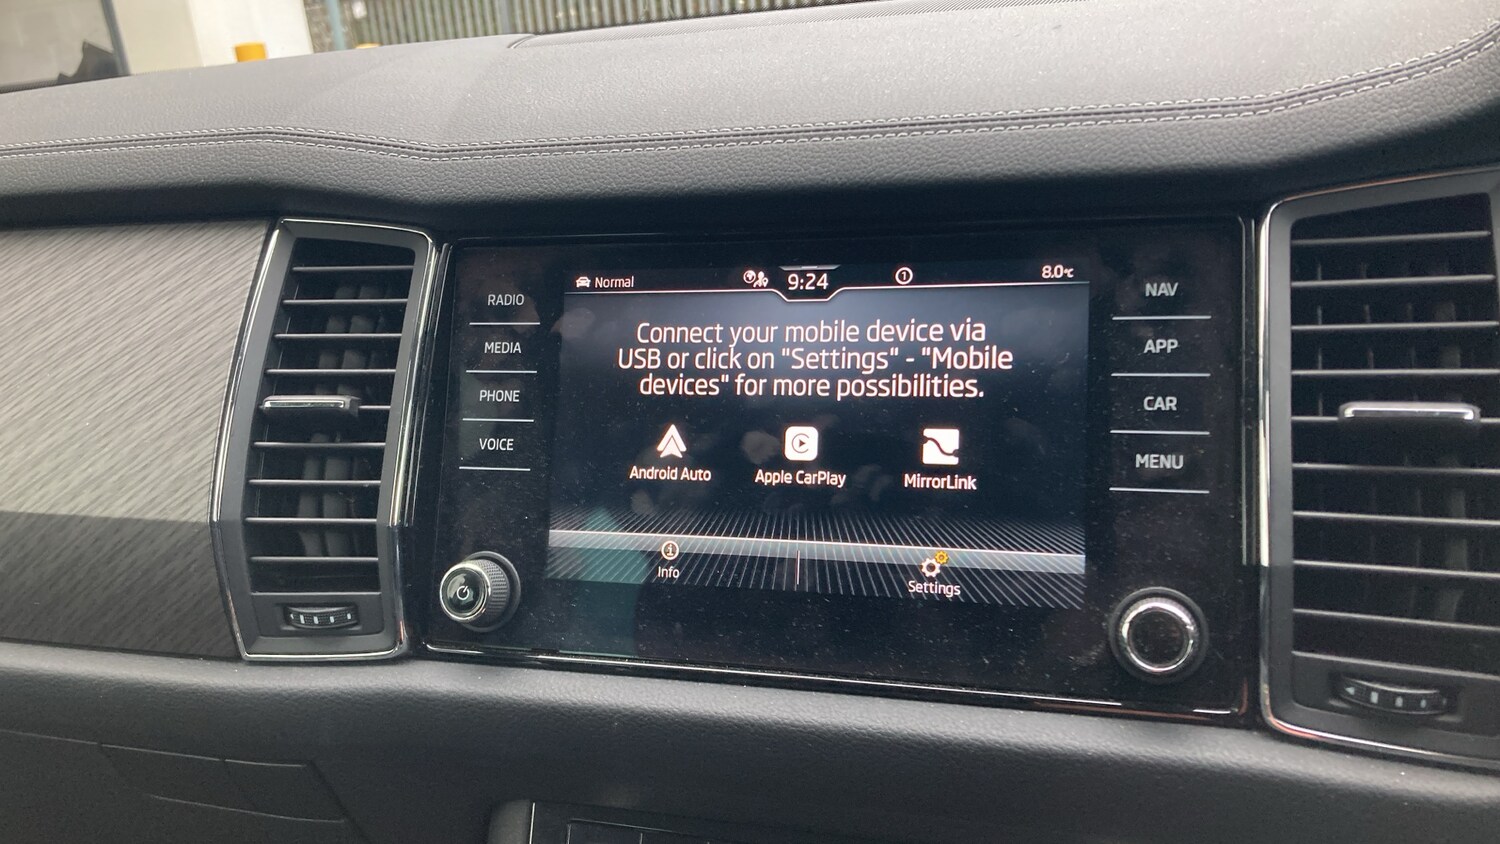 Normal
9:24
1
8.0°C
RADIO
MEDIA
PHONE
VOICE
Connect your mobile device via
USB or click on "Settings" - "Mobile
devices" for more possibilities.
Android Auto
Apple CarPlay
MirrorLink
Info
Settings
NAV
APP
CAR
MENU